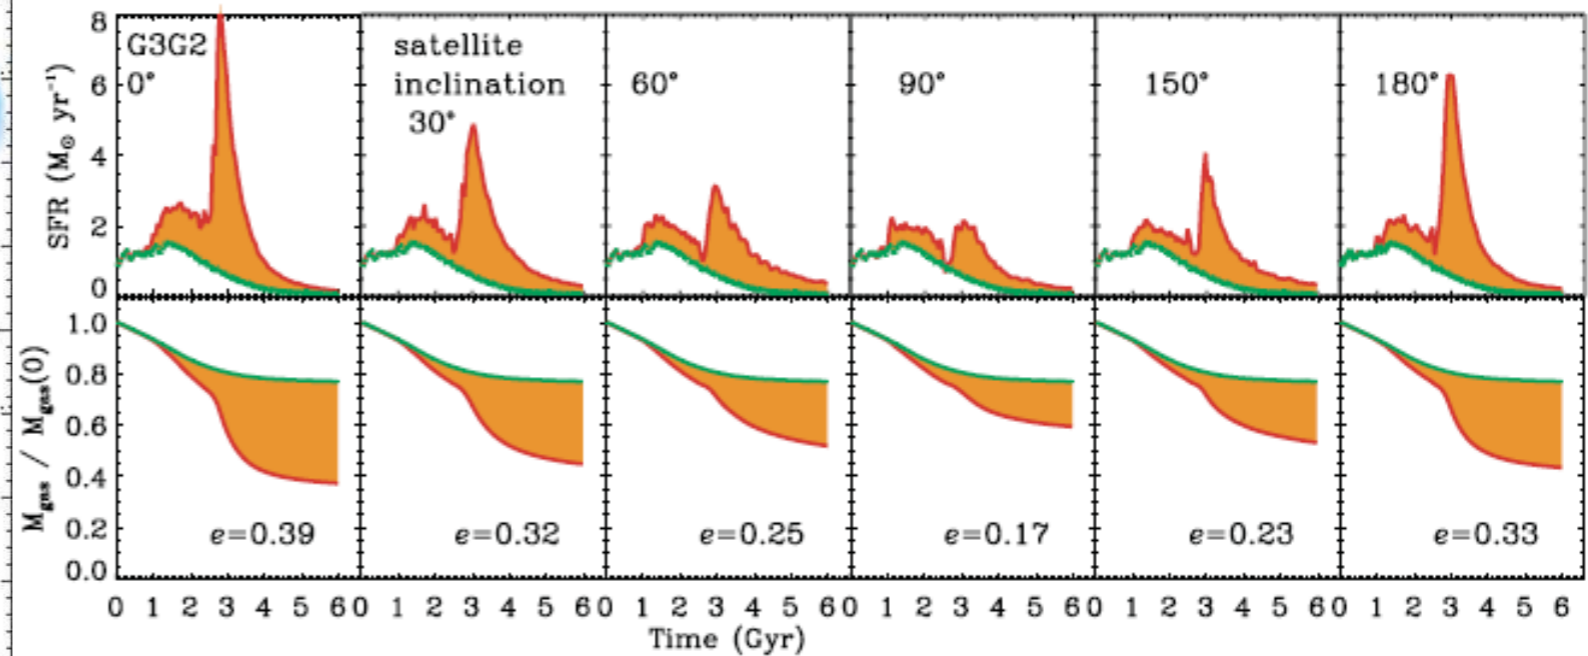 G3G2
0°
satellite
inclination
30°
60°
90°
150°
180°
SFR (M⊙ yr⁻¹)
8
6
4
2
0
Mgas / Mgas(0)
1.0
0.8
0.6
0.4
0.2
0.0
e=0.39
e=0.32
e=0.25
e=0.17
e=0.23
e=0.33
0 1 2 3 4 5 6 0 1 2 3 4 5 6 0 1 2 3 4 5 6 0 1 2 3 4 5 6 0 1 2 3 4 5 6 0 1 2 3 4 5 6
Time (Gyr)